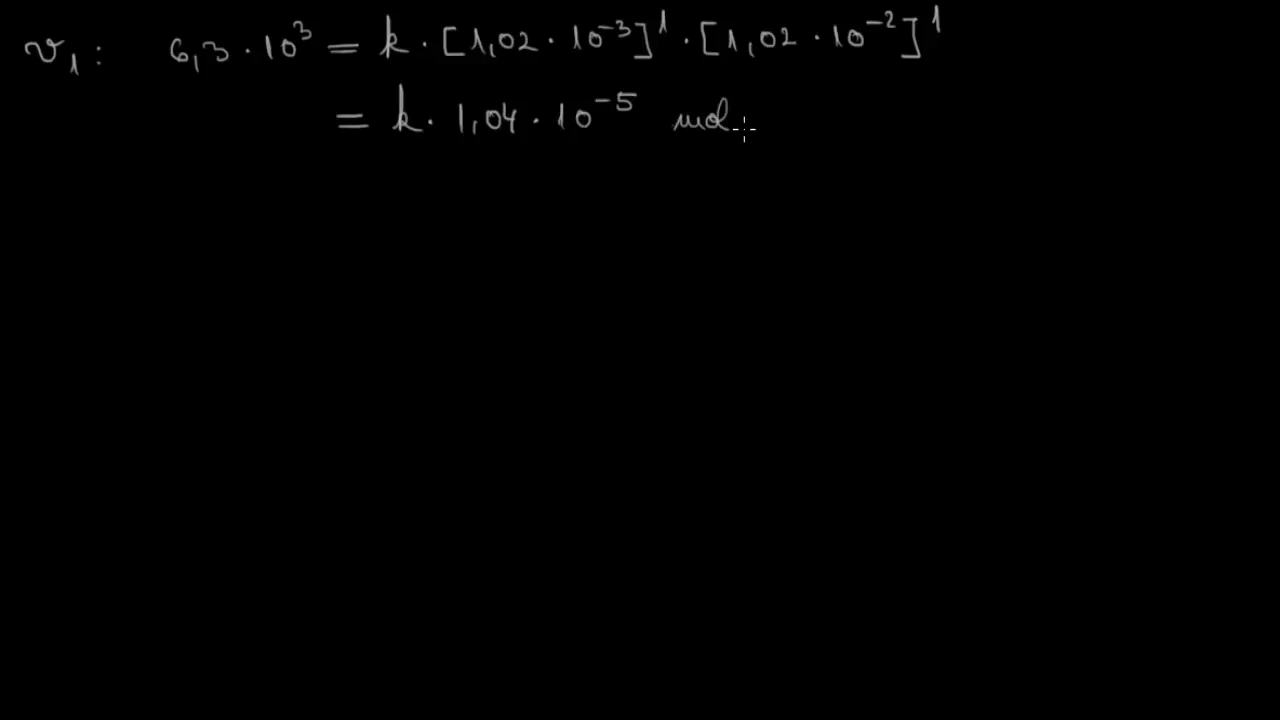 v₁: 6,3 · 10³ = k · [1,02 · 10⁻³]¹ · [1,02 · 10⁻²]¹
= k · 1,04 · 10⁻⁵ mol